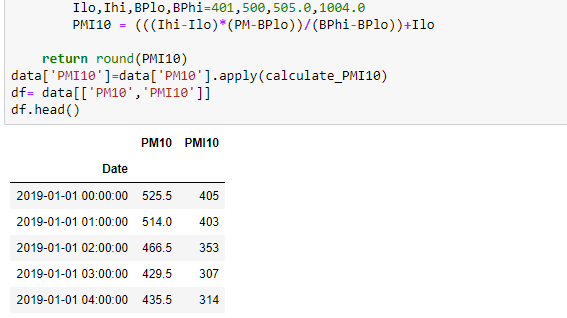 Ilo,Ihi,BPlo,BPhi=401,500,505.0,1004.0
PMI10 = (((Ihi-Ilo)*(PM-BPlo))/(BPhi-BPlo))+Ilo
return round(PMI10)
data['PMI10']=data['PM10'].apply(calculate_PMI10)
df= data[['PM10','PMI10']]
df.head()
PM10 PMI10
Date
2019-01-01 00:00:00 525.5 405
2019-01-01 01:00:00 514.0 403
2019-01-01 02:00:00 466.5 353
2019-01-01 03:00:00 429.5 307
2019-01-01 04:00:00 435.5 314